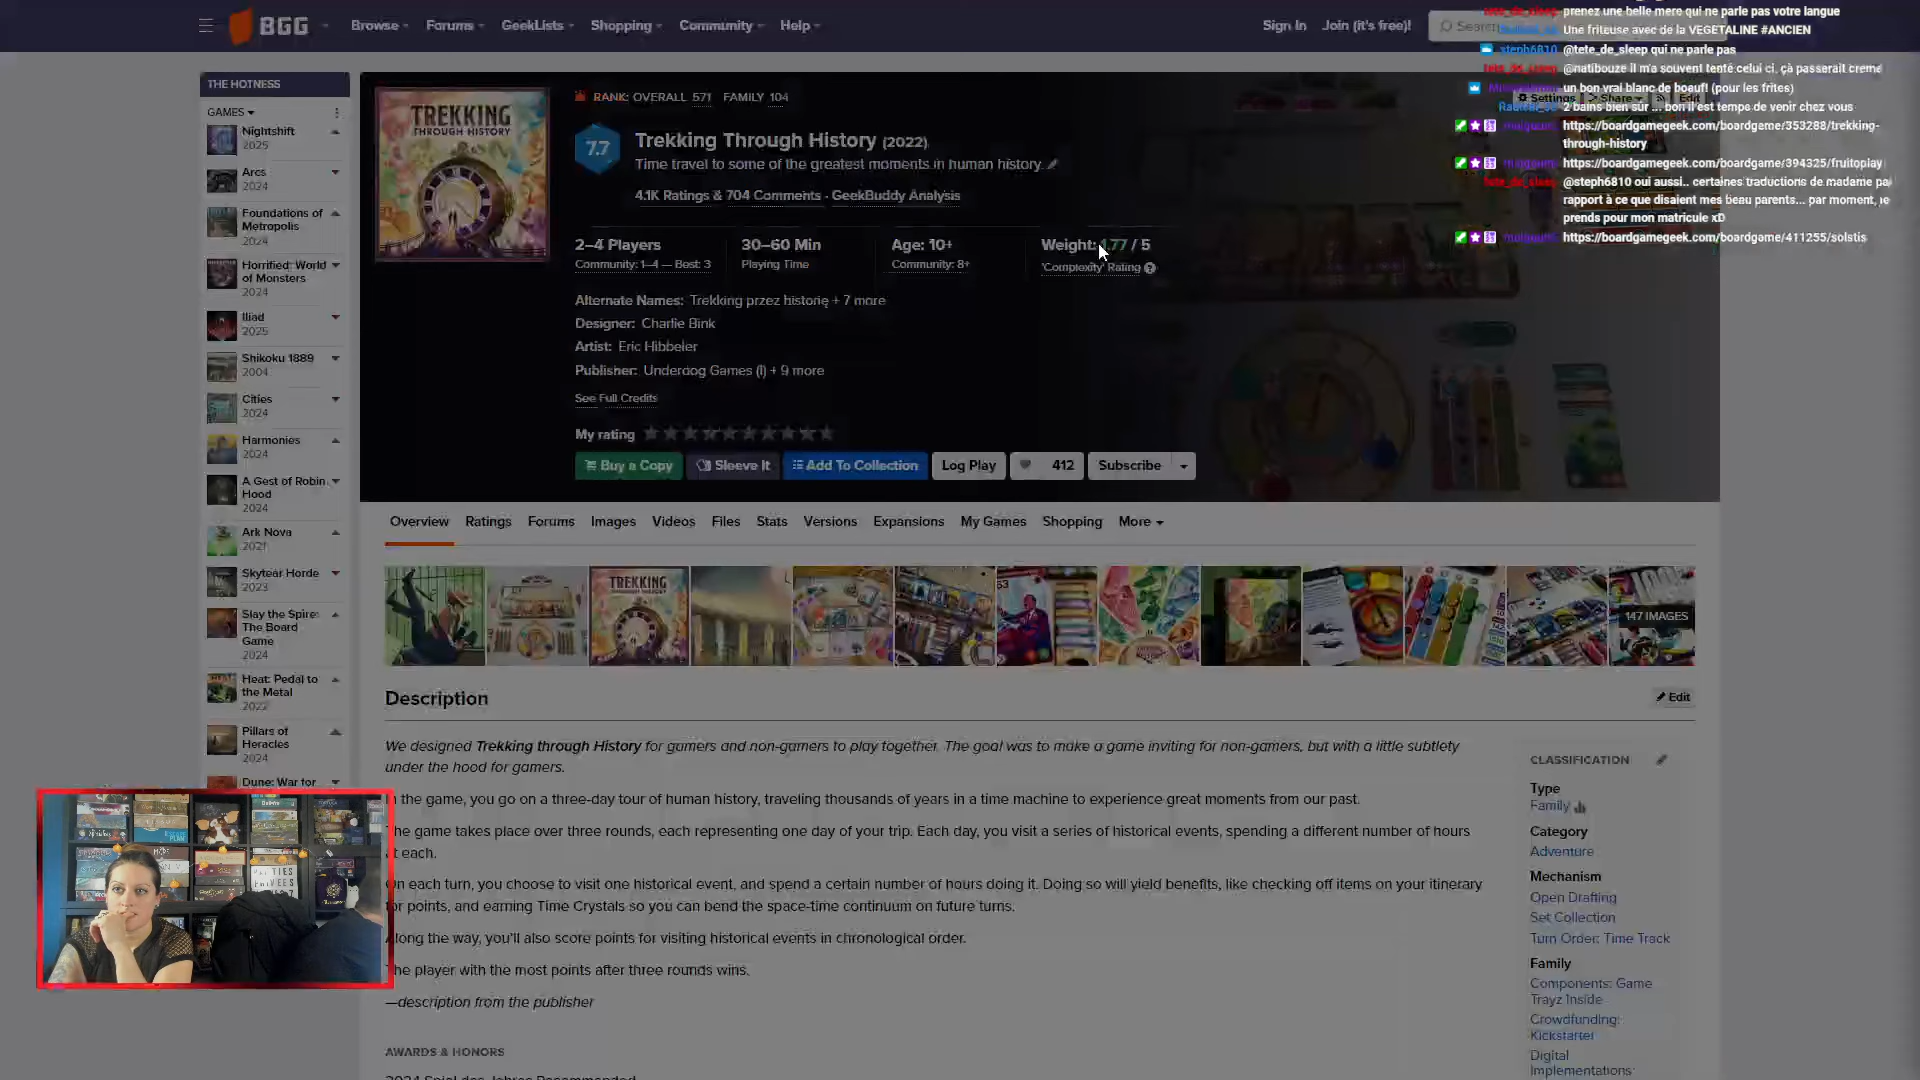 BGG
Browse
Forums
GeekLists
Shopping
Community
Help
Sign In
Join (it's free)!
Search
prenez une belle mere qui ne parle pas votre langue
Une friteuse avec de la VEGETALINE #ANCIEN
steph6810 @tete_de_sleep qui ne parle pas
@natibouze il m'a souvent tenté celui ci, çà passerait creme
un bon vrai blanc de boeuf! (pour les frites)
2 bains bien sûr ... bon il'est temps de venir chez vous
https://boardgamegeek.com/boardgame/353288/trekking-
through-history
https://boardgamegeek.com/boardgame/394325/fruitoplay
tete_de_sleep @steph6810 oui aussi.. certaines traductions de madame par
rapport à ce que disaient mes beau parents... par moment, je
prends pour mon matricule xD
https://boardgamegeek.com/boardgame/411255/solstis
THE HOTNESS
GAMES
Nightshift
2025
Arcs
2024
Foundations of
Metropolis
2024
Horrified: World
of Monsters
2024
Iliad
2025
Shikoku 1889
2004
Cities
2024
Harmonies
2024
A Gest of Robin
Hood
2024
Ark Nova
2021
Skytear Horde
2023
Slay the Spire:
The Board
Game
2024
Heat: Pedal to
the Metal
2022
Pillars of
Heracles
2024
Dune: War for
TREKKING
THROUGH HISTORY
RANK: OVERALL 571 FAMILY 104
Settings
Share
Edit
7.7
Trekking Through History (2022)
Time travel to some of the greatest moments in human history.
4.1K Ratings & 704 Comments · GeekBuddy Analysis
2–4 Players
Community: 1–4 — Best: 3
30–60 Min
Playing Time
Age: 10+
Community: 8+
Weight: 1.77 / 5
'Complexity' Rating
Alternate Names: Trekking przez historię + 7 more
Designer: Charlie Bink
Artist: Eric Hibbeler
Publisher: Underdog Games (I) + 9 more
See Full Credits
My rating
Buy a Copy
Sleeve It
Add To Collection
Log Play
412
Subscribe
Overview
Ratings
Forums
Images
Videos
Files
Stats
Versions
Expansions
My Games
Shopping
More
TREKKING
147 IMAGES
Description
Edit
We designed Trekking through History for gamers and non-gamers to play together. The goal was to make a game inviting for non-gamers, but with a little subtlety
under the hood for gamers.
In the game, you go on a three-day tour of human history, traveling thousands of years in a time machine to experience great moments from our past.
The game takes place over three rounds, each representing one day of your trip. Each day, you visit a series of historical events, spending a different number of hours
at each.
On each turn, you choose to visit one historical event, and spend a certain number of hours doing it. Doing so will yield benefits, like checking off items on your itinerary
for points, and earning Time Crystals so you can bend the space-time continuum on future turns.
Along the way, you'll also score points for visiting historical events in chronological order.
The player with the most points after three rounds wins.
—description from the publisher
AWARDS & HONORS
2024 Spiel des Jahres Recommended
CLASSIFICATION
Type
Family
Category
Adventure
Mechanism
Open Drafting
Set Collection
Turn Order: Time Track
Family
Components: Game
Trayz Inside
Crowdfunding:
Kickstarter
Digital
Implementations: